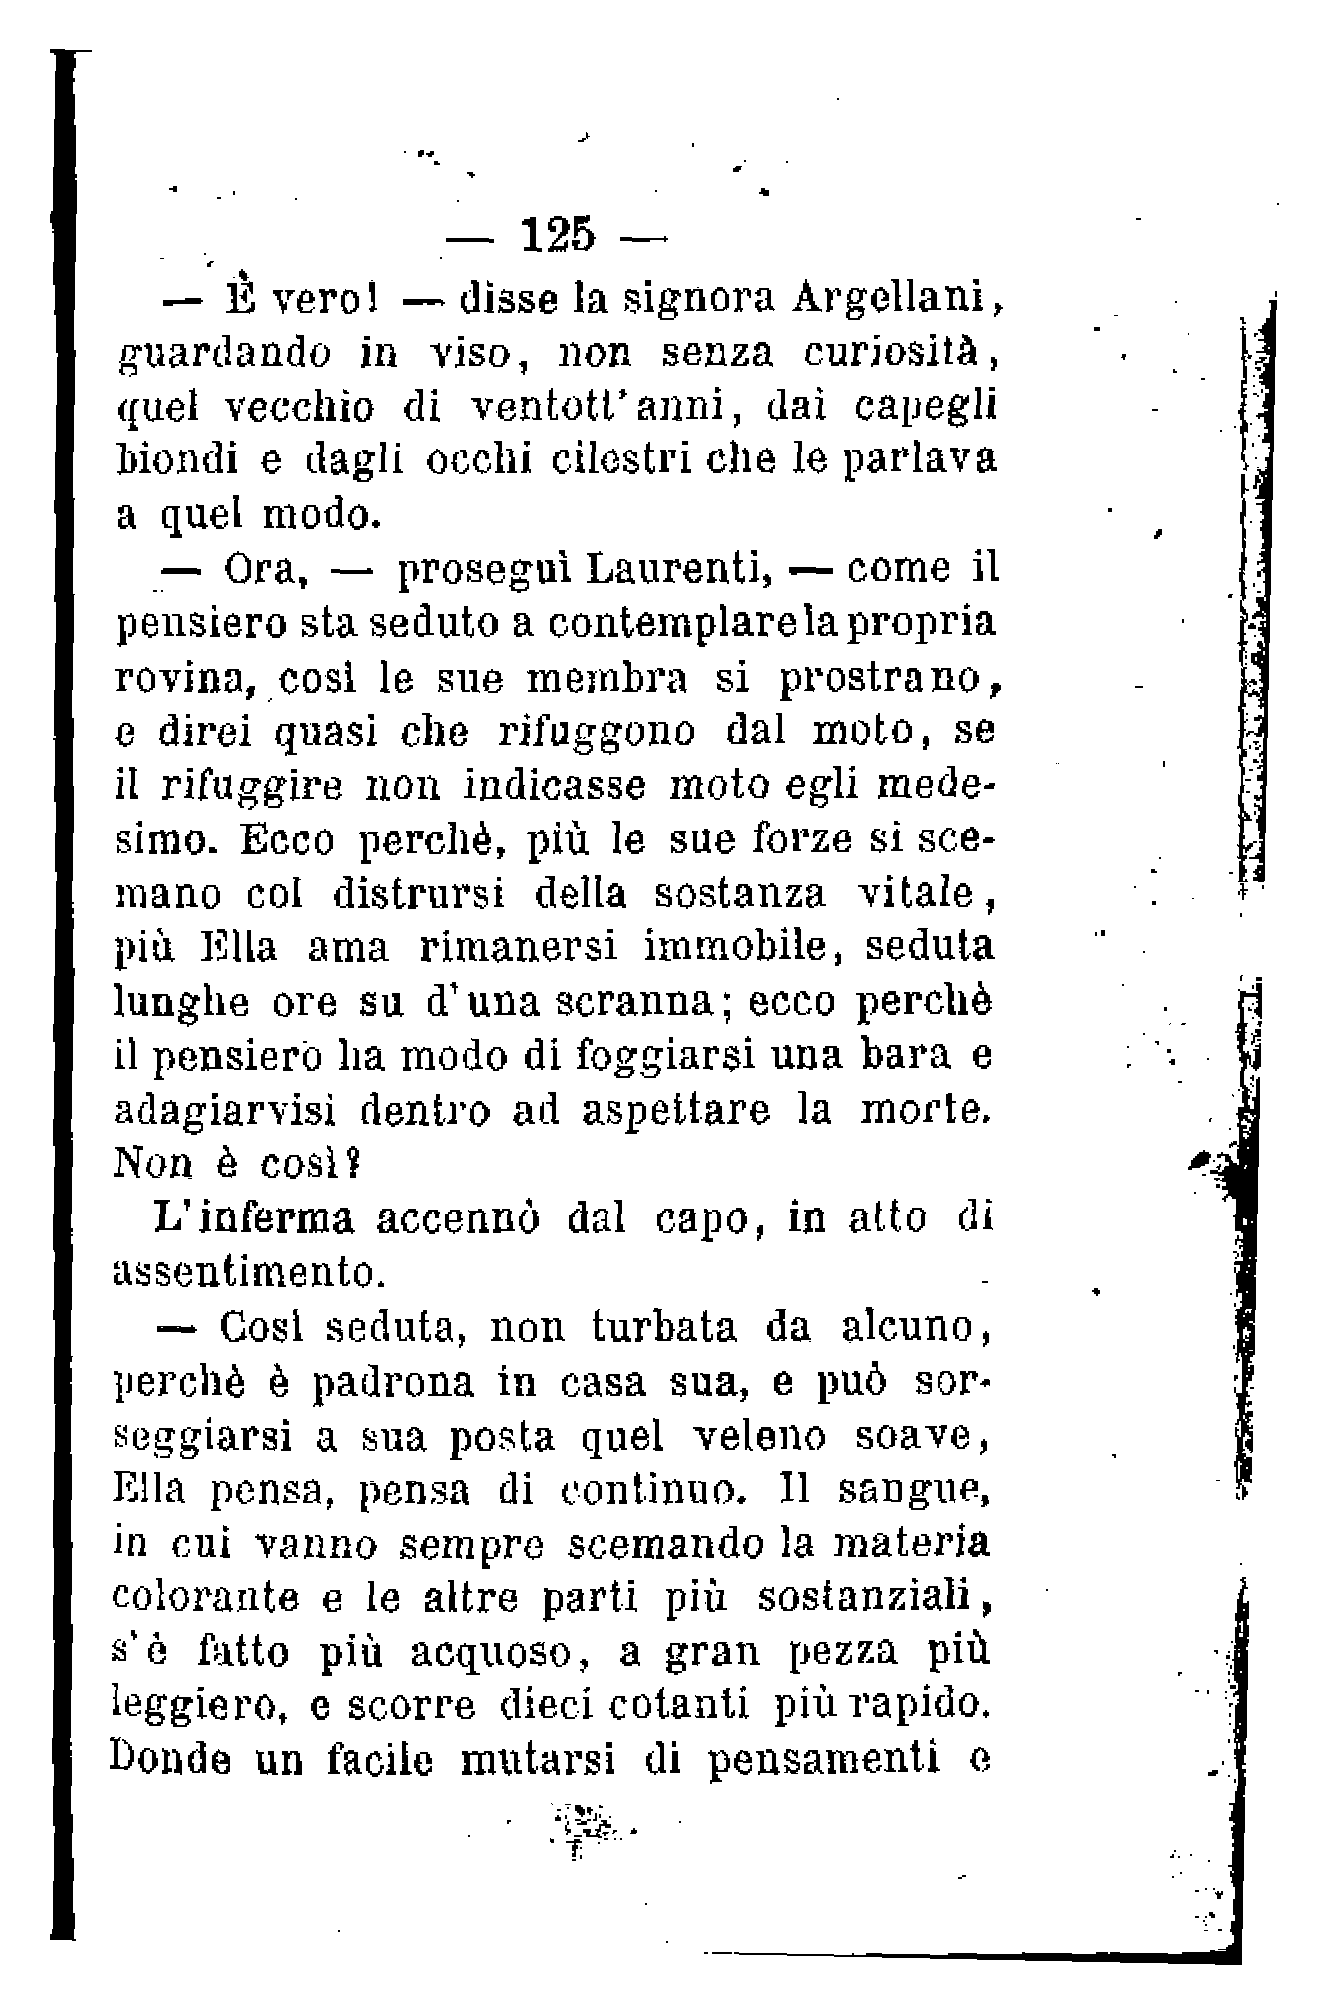 — 125 —
— È vero! — disse la signora Argellani,
guardando in viso, non senza curiosità,
quel vecchio di ventott'anni, dai capegli
biondi e dagli occhi cilestri che le parlava
a quel modo.
— Ora, — proseguì Laurenti, — come il
pensiero sta seduto a contemplare la propria
rovina, così le sue membra si prostrano,
e direi quasi che rifuggono dal moto, se
il rifuggire non indicasse moto egli mede-
simo. Ecco perchè, più le sue forze si sce-
mano col distrursi della sostanza vitale,
più Ella ama rimanersi immobile, seduta
lunghe ore su d'una scranna; ecco perchè
il pensiero ha modo di foggiarsi una bara e
adagiarvisi dentro ad aspettare la morte.
Non è così?
L'inferma accennò dal capo, in atto di
assentimento.
— Così seduta, non turbata da alcuno,
perchè è padrona in casa sua, e può sor-
seggiarsi a sua posta quel veleno soave,
Ella pensa, pensa di continuo. Il sangue,
in cui vanno sempre scemando la materia
colorante e le altre parti più sostanziali,
s'è fatto più acquoso, a gran pezza più
leggiero, e scorre dieci cotanti più rapido.
Donde un facile mutarsi di pensamenti e